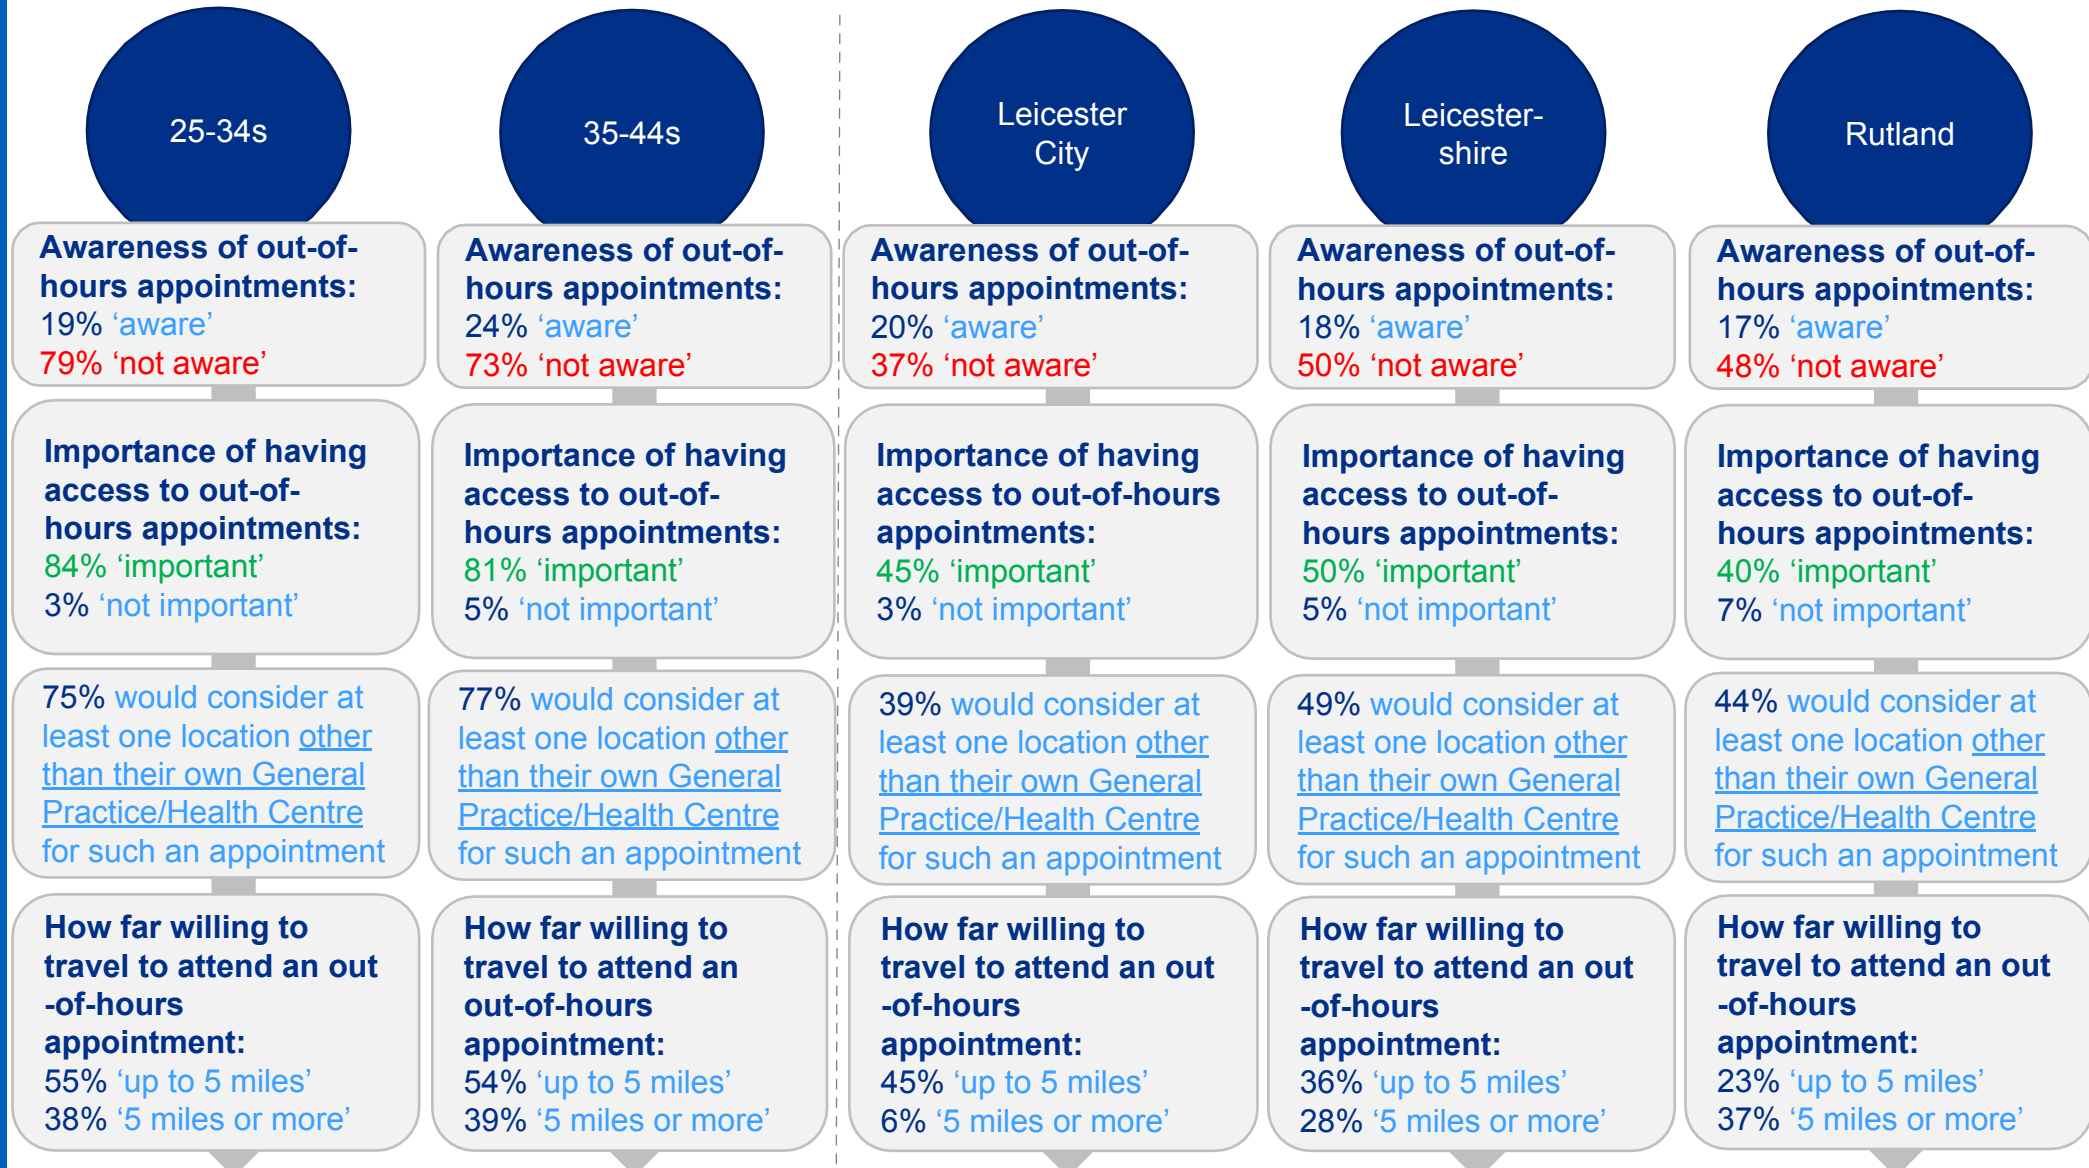 25-34s
Awareness of out-of-
hours appointments:
19% ‘aware’
79% ‘not aware’
Importance of having
access to out-of-
hours appointments:
84% ‘important’
3% ‘not important’
75% would consider at
least one location other
than their own General
Practice/Health Centre
for such an appointment
How far willing to
travel to attend an out
-of-hours
appointment:
55% ‘up to 5 miles’
38% ‘5 miles or more’
35-44s
Awareness of out-of-
hours appointments:
24% ‘aware’
73% ‘not aware’
Importance of having
access to out-of-
hours appointments:
81% ‘important’
5% ‘not important’
77% would consider at
least one location other
than their own General
Practice/Health Centre
for such an appointment
How far willing to
travel to attend an
out-of-hours
appointment:
54% ‘up to 5 miles’
39% ‘5 miles or more’
Leicester
City
Awareness of out-of-
hours appointments:
20% ‘aware’
37% ‘not aware’
Importance of having
access to out-of-hours
appointments:
45% ‘important’
3% ‘not important’
39% would consider at
least one location other
than their own General
Practice/Health Centre
for such an appointment
How far willing to
travel to attend an out
-of-hours
appointment:
45% ‘up to 5 miles’
6% ‘5 miles or more’
Leicester-
shire
Awareness of out-of-
hours appointments:
18% ‘aware’
50% ‘not aware’
Importance of having
access to out-of-
hours appointments:
50% ‘important’
5% ‘not important’
49% would consider at
least one location other
than their own General
Practice/Health Centre
for such an appointment
How far willing to
travel to attend an out
-of-hours
appointment:
36% ‘up to 5 miles’
28% ‘5 miles or more’
Rutland
Awareness of out-of-
hours appointments:
17% ‘aware’
48% ‘not aware’
Importance of having
access to out-of-
hours appointments:
40% ‘important’
7% ‘not important’
44% would consider at
least one location other
than their own General
Practice/Health Centre
for such an appointment
How far willing to
travel to attend an out
-of-hours
appointment:
23% ‘up to 5 miles’
37% ‘5 miles or more’